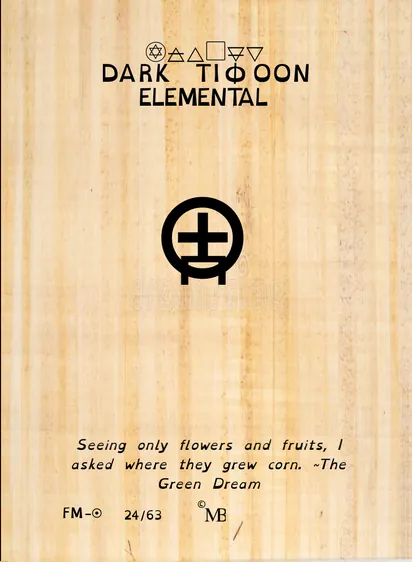 DARK TIΦOON
ELEMENTAL
Seeing only flowers and fruits, I
asked where they grew corn. ~The
Green Dream
FM-☉ 24/63 © MB